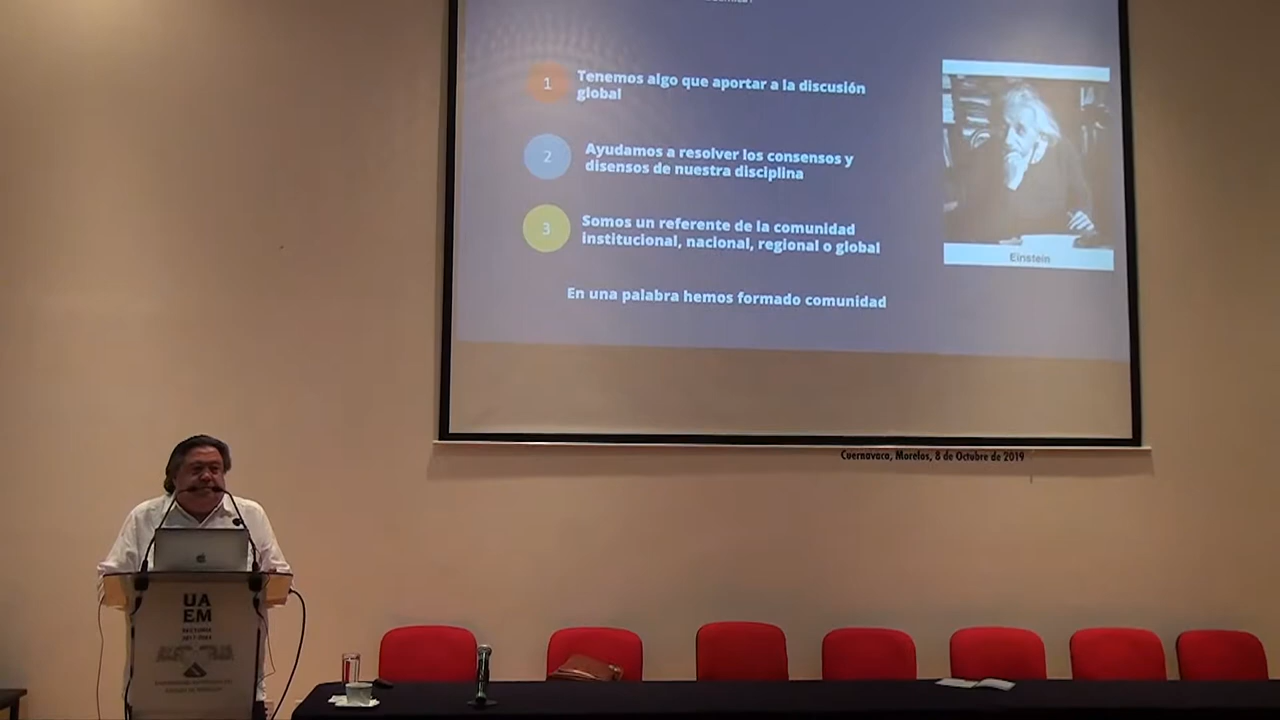 1
Tenemos algo que aportar a la discusión
global
2
Ayudamos a resolver los consensos y
disensos de nuestra disciplina
3
Somos un referente de la comunidad
institucional, nacional, regional o global
En una palabra hemos formado comunidad
Einstein
Cuernavaca, Morelos, 8 de Octubre de 2019
UA
EM
RECTORÍA